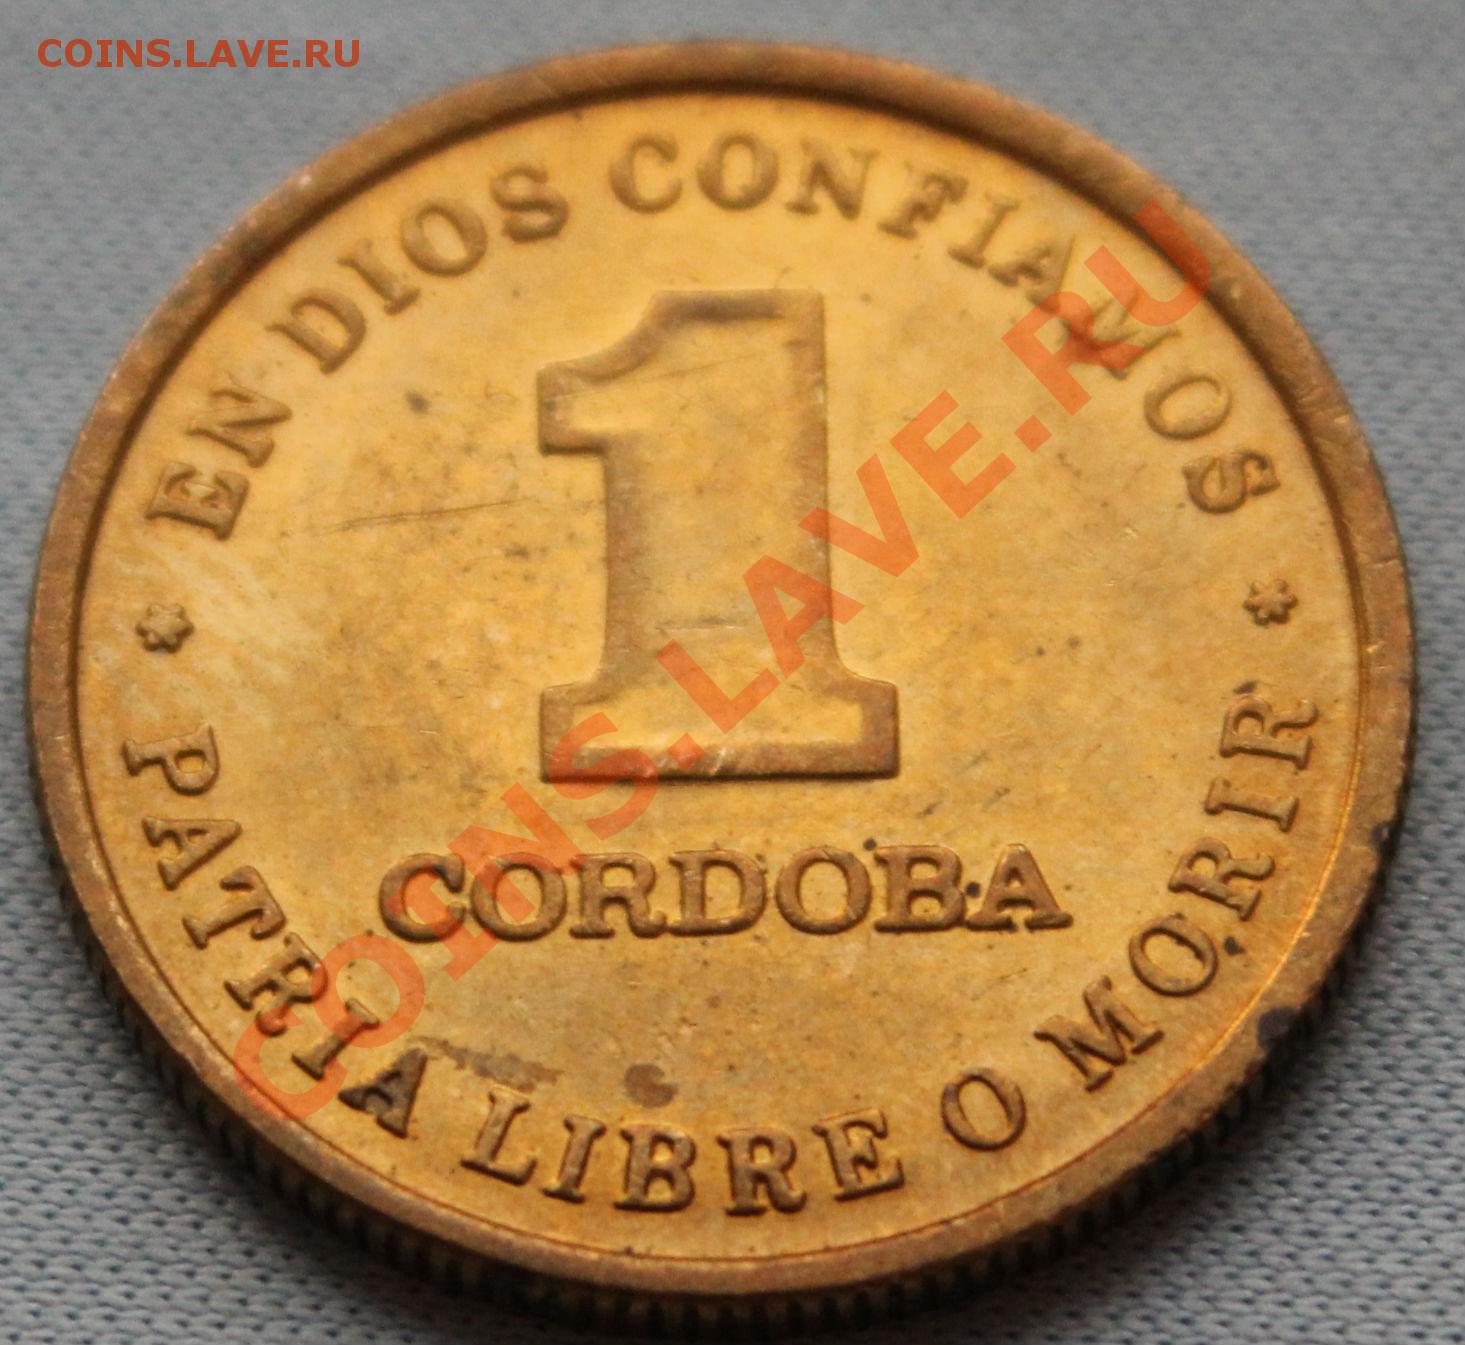 COINS.LAVE.RU
* EN DIOS CONFIAMOS *
1
CORDOBA
PATRIA LIBRE O MORIR
COINS.LAVE.RU